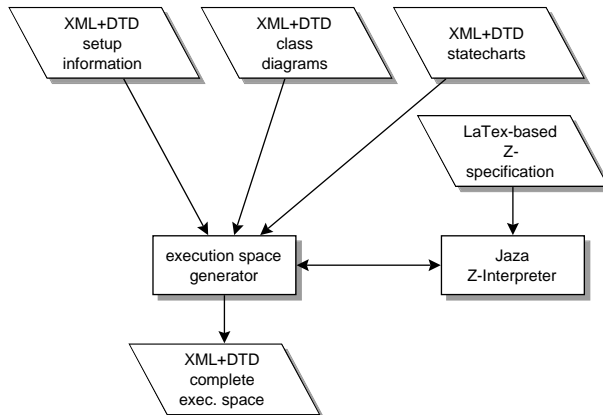 XML+DTD
setup
information
XML+DTD
class
diagrams
XML+DTD
statecharts
LaTex-based
Z-
specification
execution space
generator
Jaza
Z-Interpreter
XML+DTD
complete
exec. space